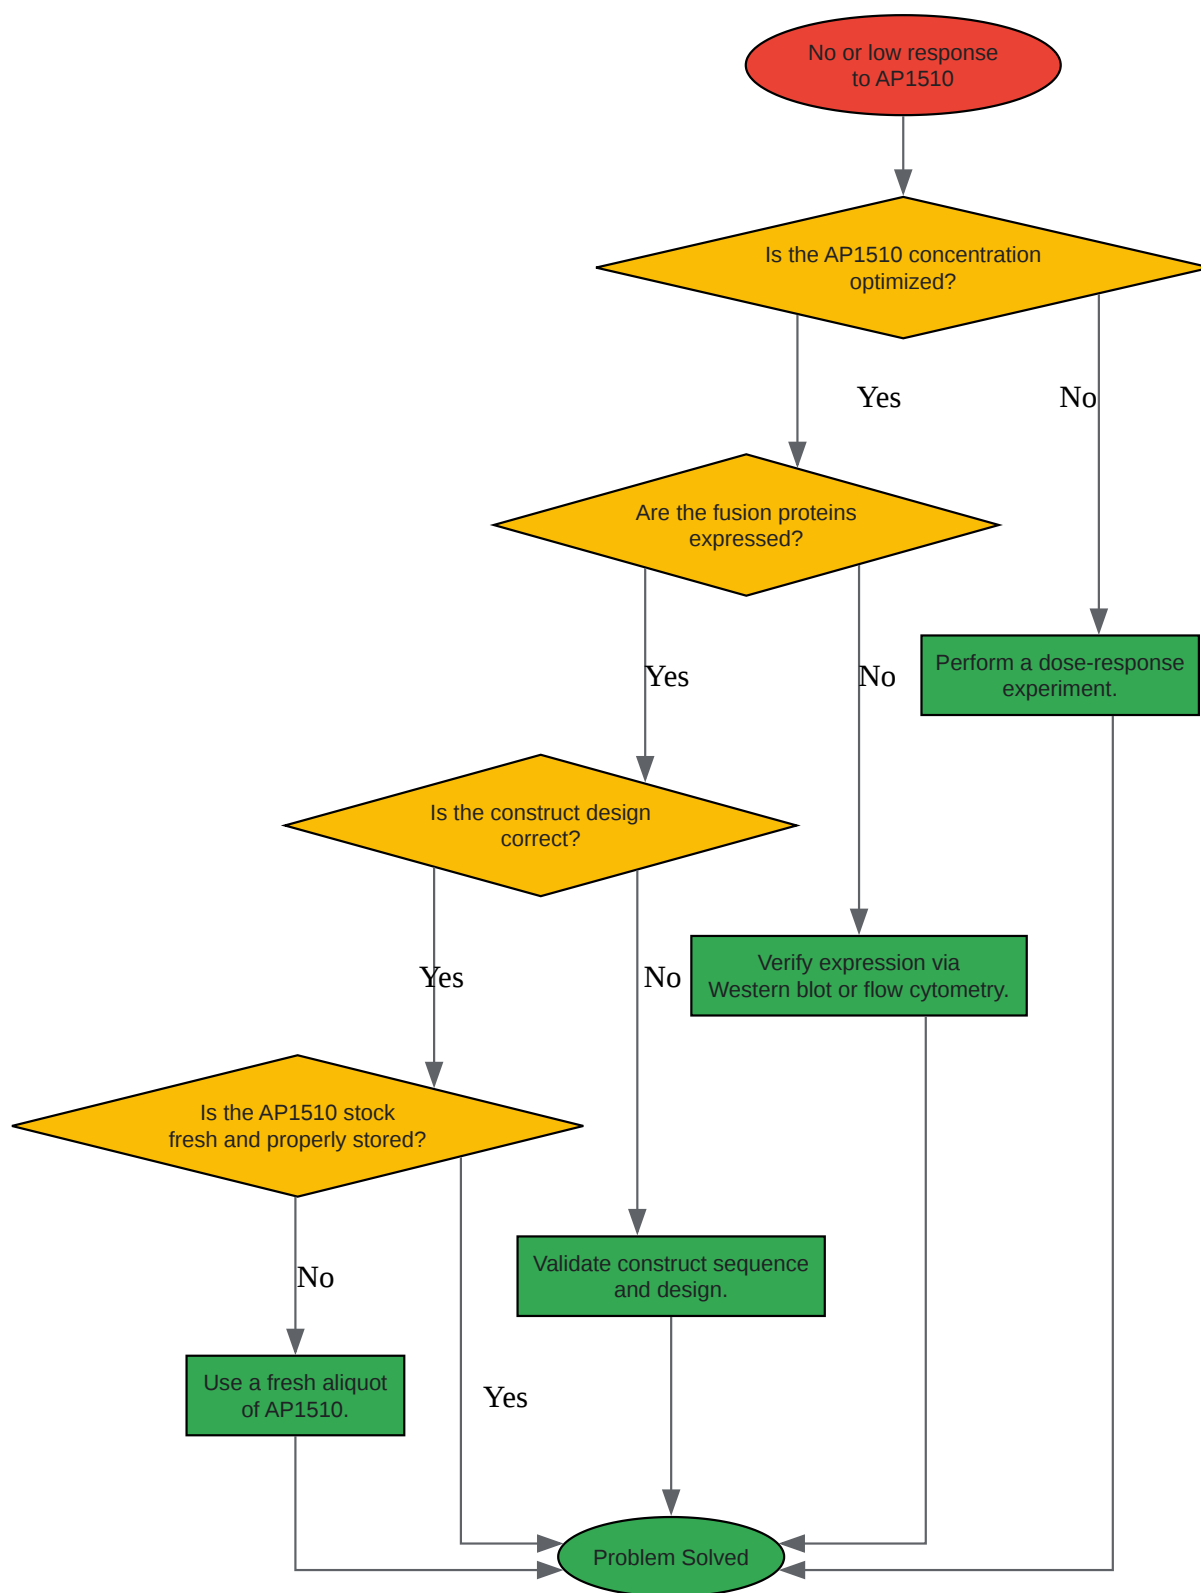 No or low response
to AP1510
Is the AP1510 concentration
optimized?
Yes
No
Are the fusion proteins
expressed?
Yes
No
Perform a dose-response
experiment.
Is the construct design
correct?
Yes
No
Verify expression via
Western blot or flow cytometry.
Is the AP1510 stock
fresh and properly stored?
No
Validate construct sequence
and design.
Use a fresh aliquot
of AP1510.
Yes
Problem Solved